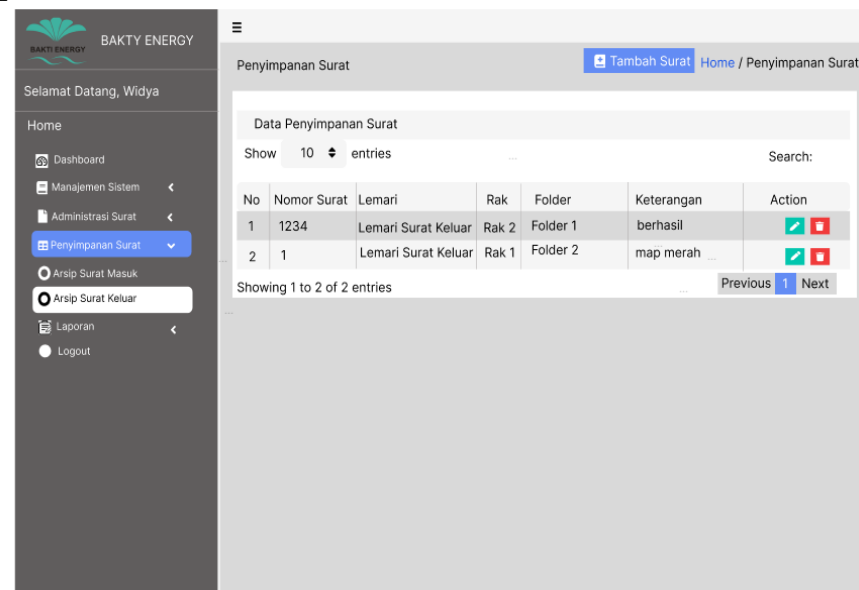 BAKTI ENERGY
BAKTY ENERGY
Selamat Datang, Widya
Home
Dashboard
Manajemen Sistem
Administrasi Surat
Penyimpanan Surat
Arsip Surat Masuk
Arsip Surat Keluar
Laporan
Logout
Penyimpanan Surat
Tambah Surat Home / Penyimpanan Surat
Data Penyimpanan Surat
Show 10 entries
Search:
No Nomor Surat Lemari Rak Folder Keterangan Action
1 1234 Lemari Surat Keluar Rak 2 Folder 1 berhasil
2 1 Lemari Surat Keluar Rak 1 Folder 2 map merah
Showing 1 to 2 of 2 entries
Previous 1 Next